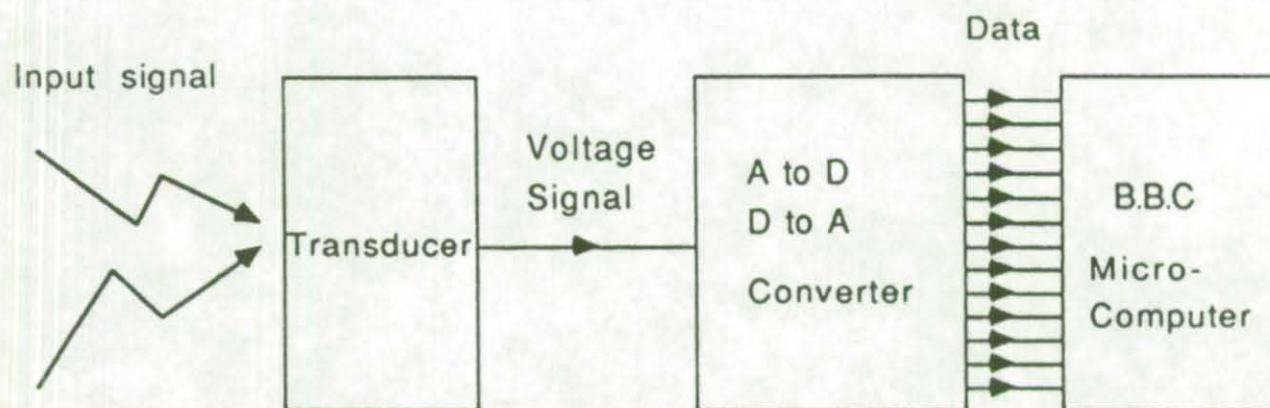 Data
Input signal
Voltage
Signal
Transducer
A to D
D to A
Converter
B.B.C
Micro-
Computer